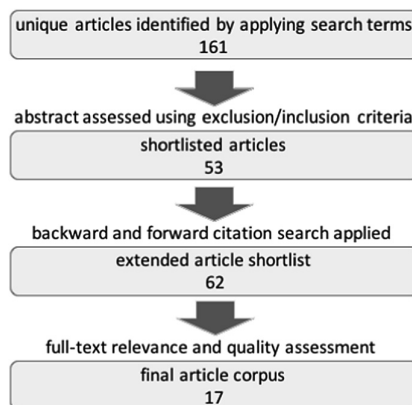 unique articles identified by applying search terms
161
abstract assessed using exclusion/inclusion criteria
shortlisted articles
53
backward and forward citation search applied
extended article shortlist
62
full-text relevance and quality assessment
final article corpus
17